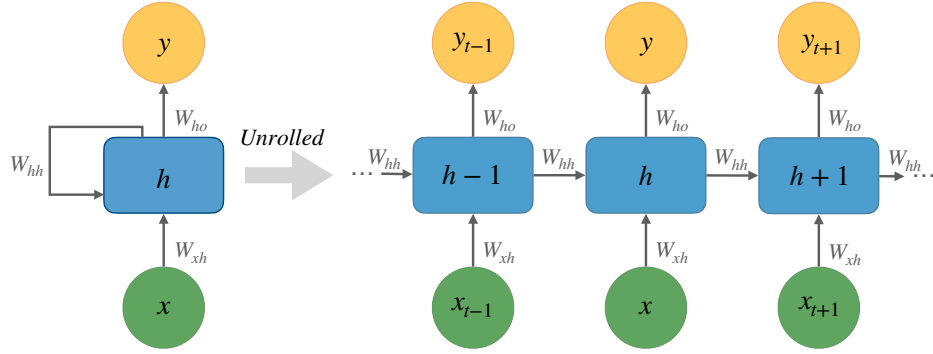 y
W_{ho}
W_{hh}
h
W_{xh}
x
Unrolled
y_{t-1} y y_{t+1}
W_{ho} W_{ho} W_{ho}
··· W_{hh} h − 1 W_{hh} h W_{hh} h + 1 W_{hh} ···
W_{xh} W_{xh} W_{xh}
x_{t-1} x x_{t+1}